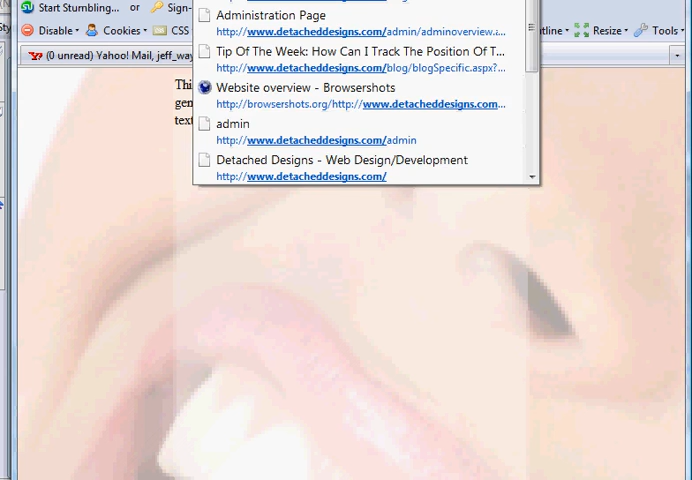 Start Stumbling... or Sign-
Administration Page
http://www.detacheddesigns.com/admin/adminoverview.
Disable Cookies CSS tline Resize Tools
Tip Of The Week: How Can I Track The Position Of T...
http://www.detacheddesigns.com/blog/blogSpecific.aspx?...
(0 unread) Yahoo! Mail, jeff_way
Website overview - Browsershots
http://browsershots.org/http://www.detacheddesigns.com...
Thi
gen
text
admin
http://www.detacheddesigns.com/admin
Detached Designs - Web Design/Development
http://www.detacheddesigns.com/